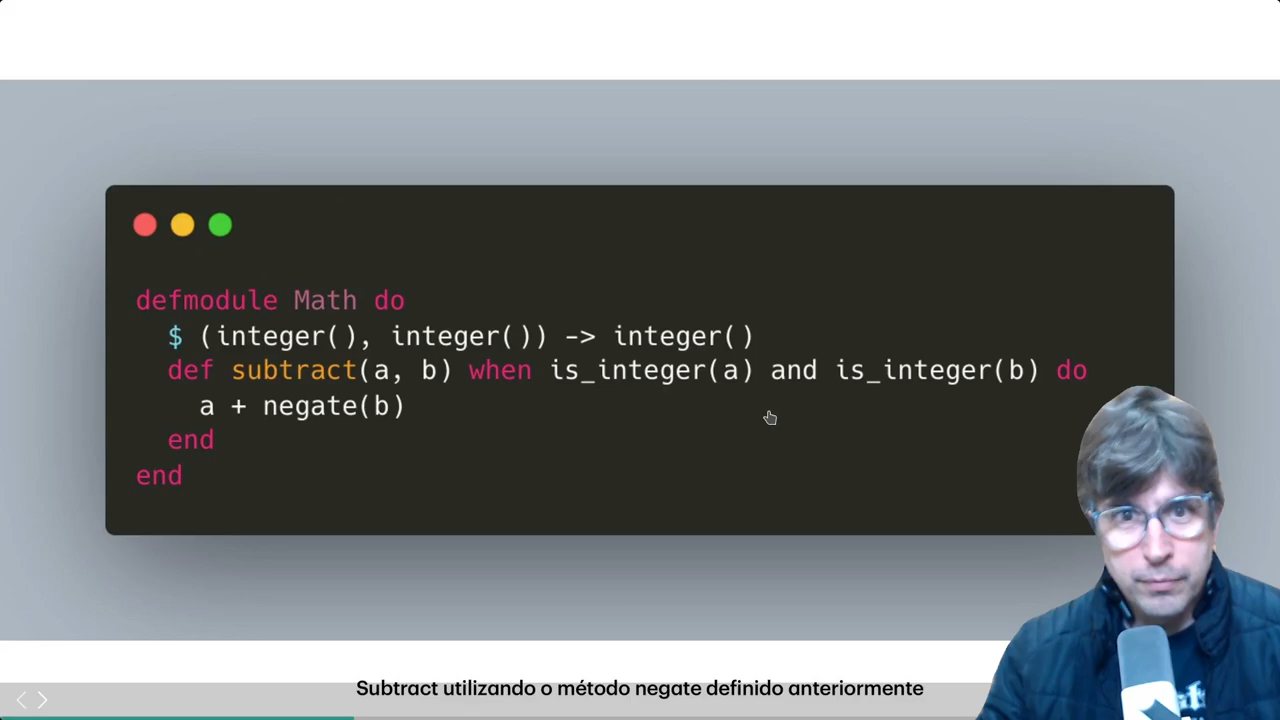 defmodule Math do
$ (integer(), integer()) -> integer()
def subtract(a, b) when is_integer(a) and is_integer(b) do
a + negate(b)
end
end
Subtract utilizando o método negate definido anteriormente